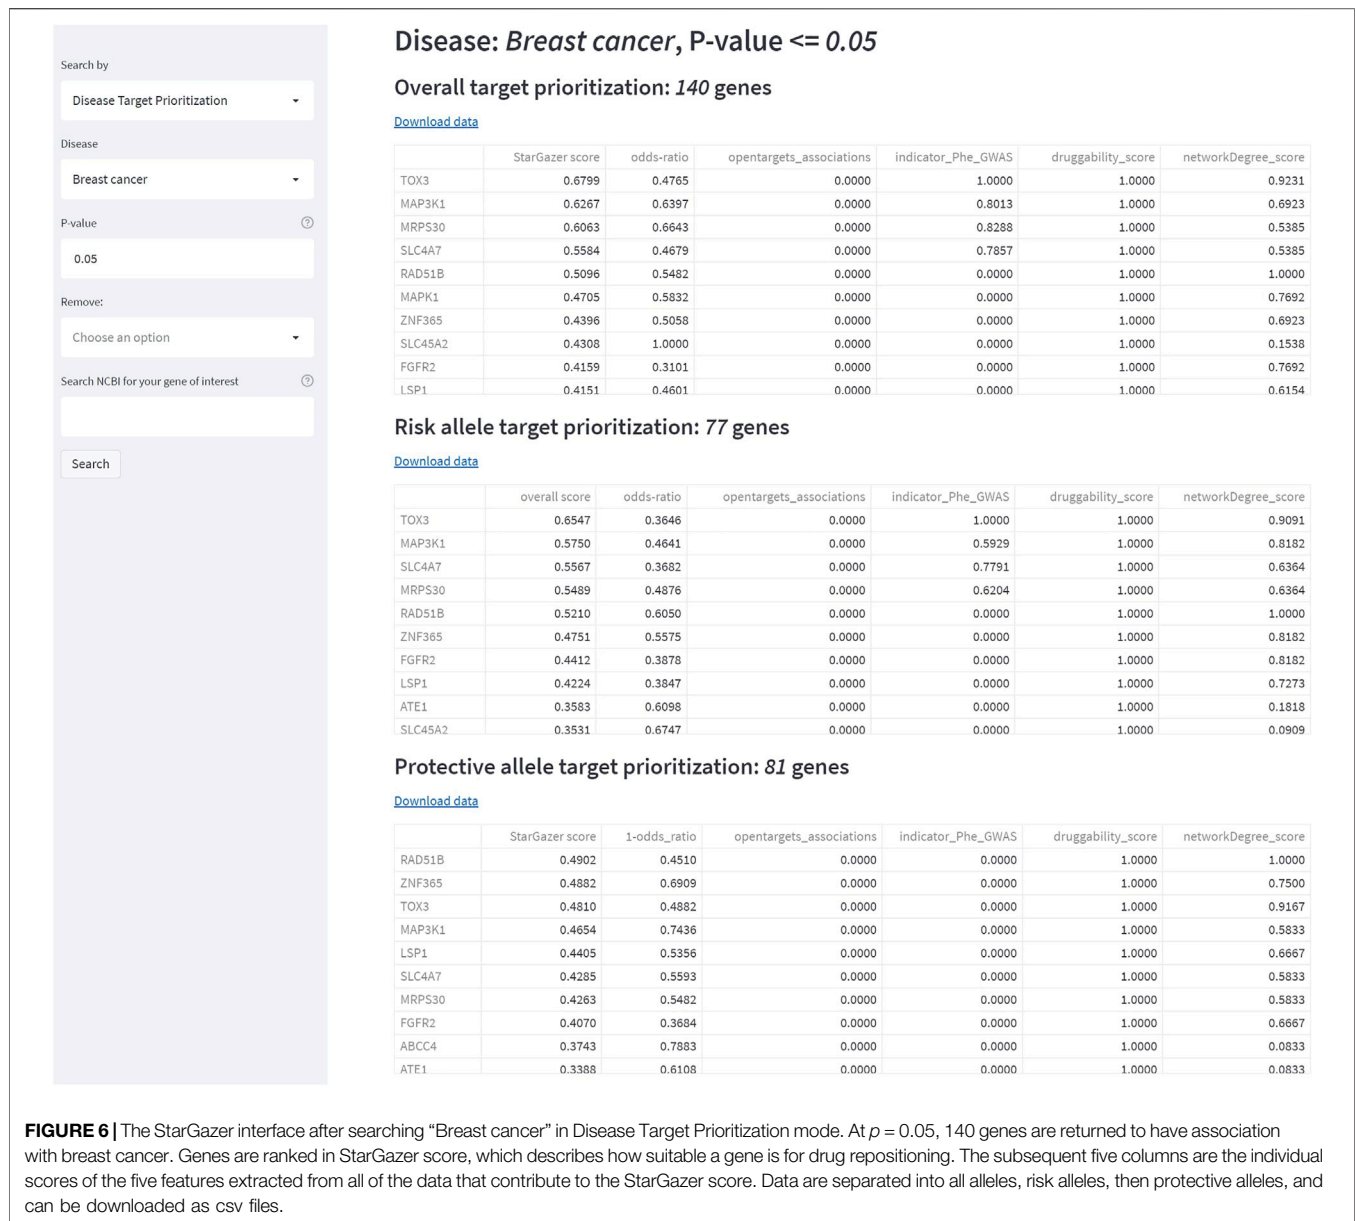 Search by
Disease Target Prioritization
Disease
Breast cancer
P-value
0.05
Remove:
Choose an option
Search NCBI for your gene of interest
Search
Disease: Breast cancer, P-value <= 0.05
Overall target prioritization: 140 genes
Download data
StarGazer score odds-ratio opentargets_associations indicator_Phe_GWAS druggability_score networkDegree_score
TOX3 0.6799 0.4765 0.0000 1.0000 1.0000 0.9231
MAP3K1 0.6267 0.6397 0.0000 0.8013 1.0000 0.6923
MRPS30 0.6063 0.6643 0.0000 0.8288 1.0000 0.5385
SLC4A7 0.5584 0.4679 0.0000 0.7857 1.0000 0.5385
RAD51B 0.5096 0.5482 0.0000 0.0000 1.0000 1.0000
MAPK1 0.4705 0.5832 0.0000 0.0000 1.0000 0.7692
ZNF365 0.4396 0.5058 0.0000 0.0000 1.0000 0.6923
SLC45A2 0.4308 1.0000 0.0000 0.0000 1.0000 0.1538
FGFR2 0.4159 0.3101 0.0000 0.0000 1.0000 0.7692
LSP1 0.4151 0.4601 0.0000 0.0000 1.0000 0.6154
Risk allele target prioritization: 77 genes
Download data
overall score odds-ratio opentargets_associations indicator_Phe_GWAS druggability_score networkDegree_score
TOX3 0.6547 0.3646 0.0000 1.0000 1.0000 0.9091
MAP3K1 0.5750 0.4641 0.0000 0.5929 1.0000 0.8182
SLC4A7 0.5567 0.3682 0.0000 0.7791 1.0000 0.6364
MRPS30 0.5489 0.4876 0.0000 0.6204 1.0000 0.6364
RAD51B 0.5210 0.6050 0.0000 0.0000 1.0000 1.0000
ZNF365 0.4751 0.5575 0.0000 0.0000 1.0000 0.8182
FGFR2 0.4412 0.3878 0.0000 0.0000 1.0000 0.8182
LSP1 0.4224 0.3847 0.0000 0.0000 1.0000 0.7273
ATE1 0.3583 0.6098 0.0000 0.0000 1.0000 0.1818
SLC45A2 0.3531 0.6747 0.0000 0.0000 1.0000 0.0909
Protective allele target prioritization: 81 genes
Download data
StarGazer score 1-odds_ratio opentargets_associations indicator_Phe_GWAS druggability_score networkDegree_score
RAD51B 0.4902 0.4510 0.0000 0.0000 1.0000 1.0000
ZNF365 0.4882 0.6909 0.0000 0.0000 1.0000 0.7500
TOX3 0.4810 0.4882 0.0000 0.0000 1.0000 0.9167
MAP3K1 0.4654 0.7436 0.0000 0.0000 1.0000 0.5833
LSP1 0.4405 0.5356 0.0000 0.0000 1.0000 0.6667
SLC4A7 0.4285 0.5593 0.0000 0.0000 1.0000 0.5833
MRPS30 0.4263 0.5482 0.0000 0.0000 1.0000 0.5833
FGFR2 0.4070 0.3684 0.0000 0.0000 1.0000 0.6667
ABCC4 0.3743 0.7883 0.0000 0.0000 1.0000 0.0833
ATE1 0.3388 0.6108 0.0000 0.0000 1.0000 0.0833
FIGURE 6 | The StarGazer interface after searching “Breast cancer” in Disease Target Prioritization mode. At p = 0.05, 140 genes are returned to have association
with breast cancer. Genes are ranked in StarGazer score, which describes how suitable a gene is for drug repositioning. The subsequent five columns are the individual
scores of the five features extracted from all of the data that contribute to the StarGazer score. Data are separated into all alleles, risk alleles, then protective alleles, and
can be downloaded as csv files.